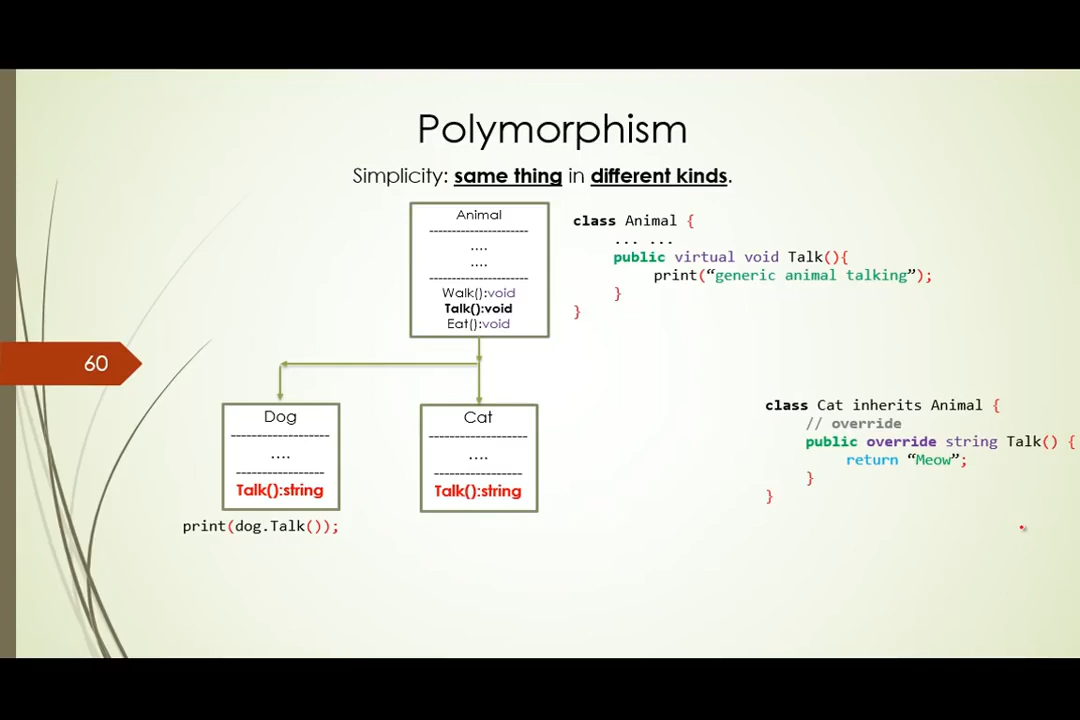 Polymorphism
Simplicity: same thing in different kinds.
Animal
----------------------
....
....
----------------------
Walk():void
Talk():void
Eat():void
class Animal {
... ...
public virtual void Talk(){
print(“generic animal talking”);
}
}
60
Dog
----------------------
....
--------------------
Talk():string
print(dog.Talk());
Cat
----------------------
....
--------------------
Talk():string
class Cat inherits Animal {
// override
public override string Talk() {
return “Meow”;
}
}